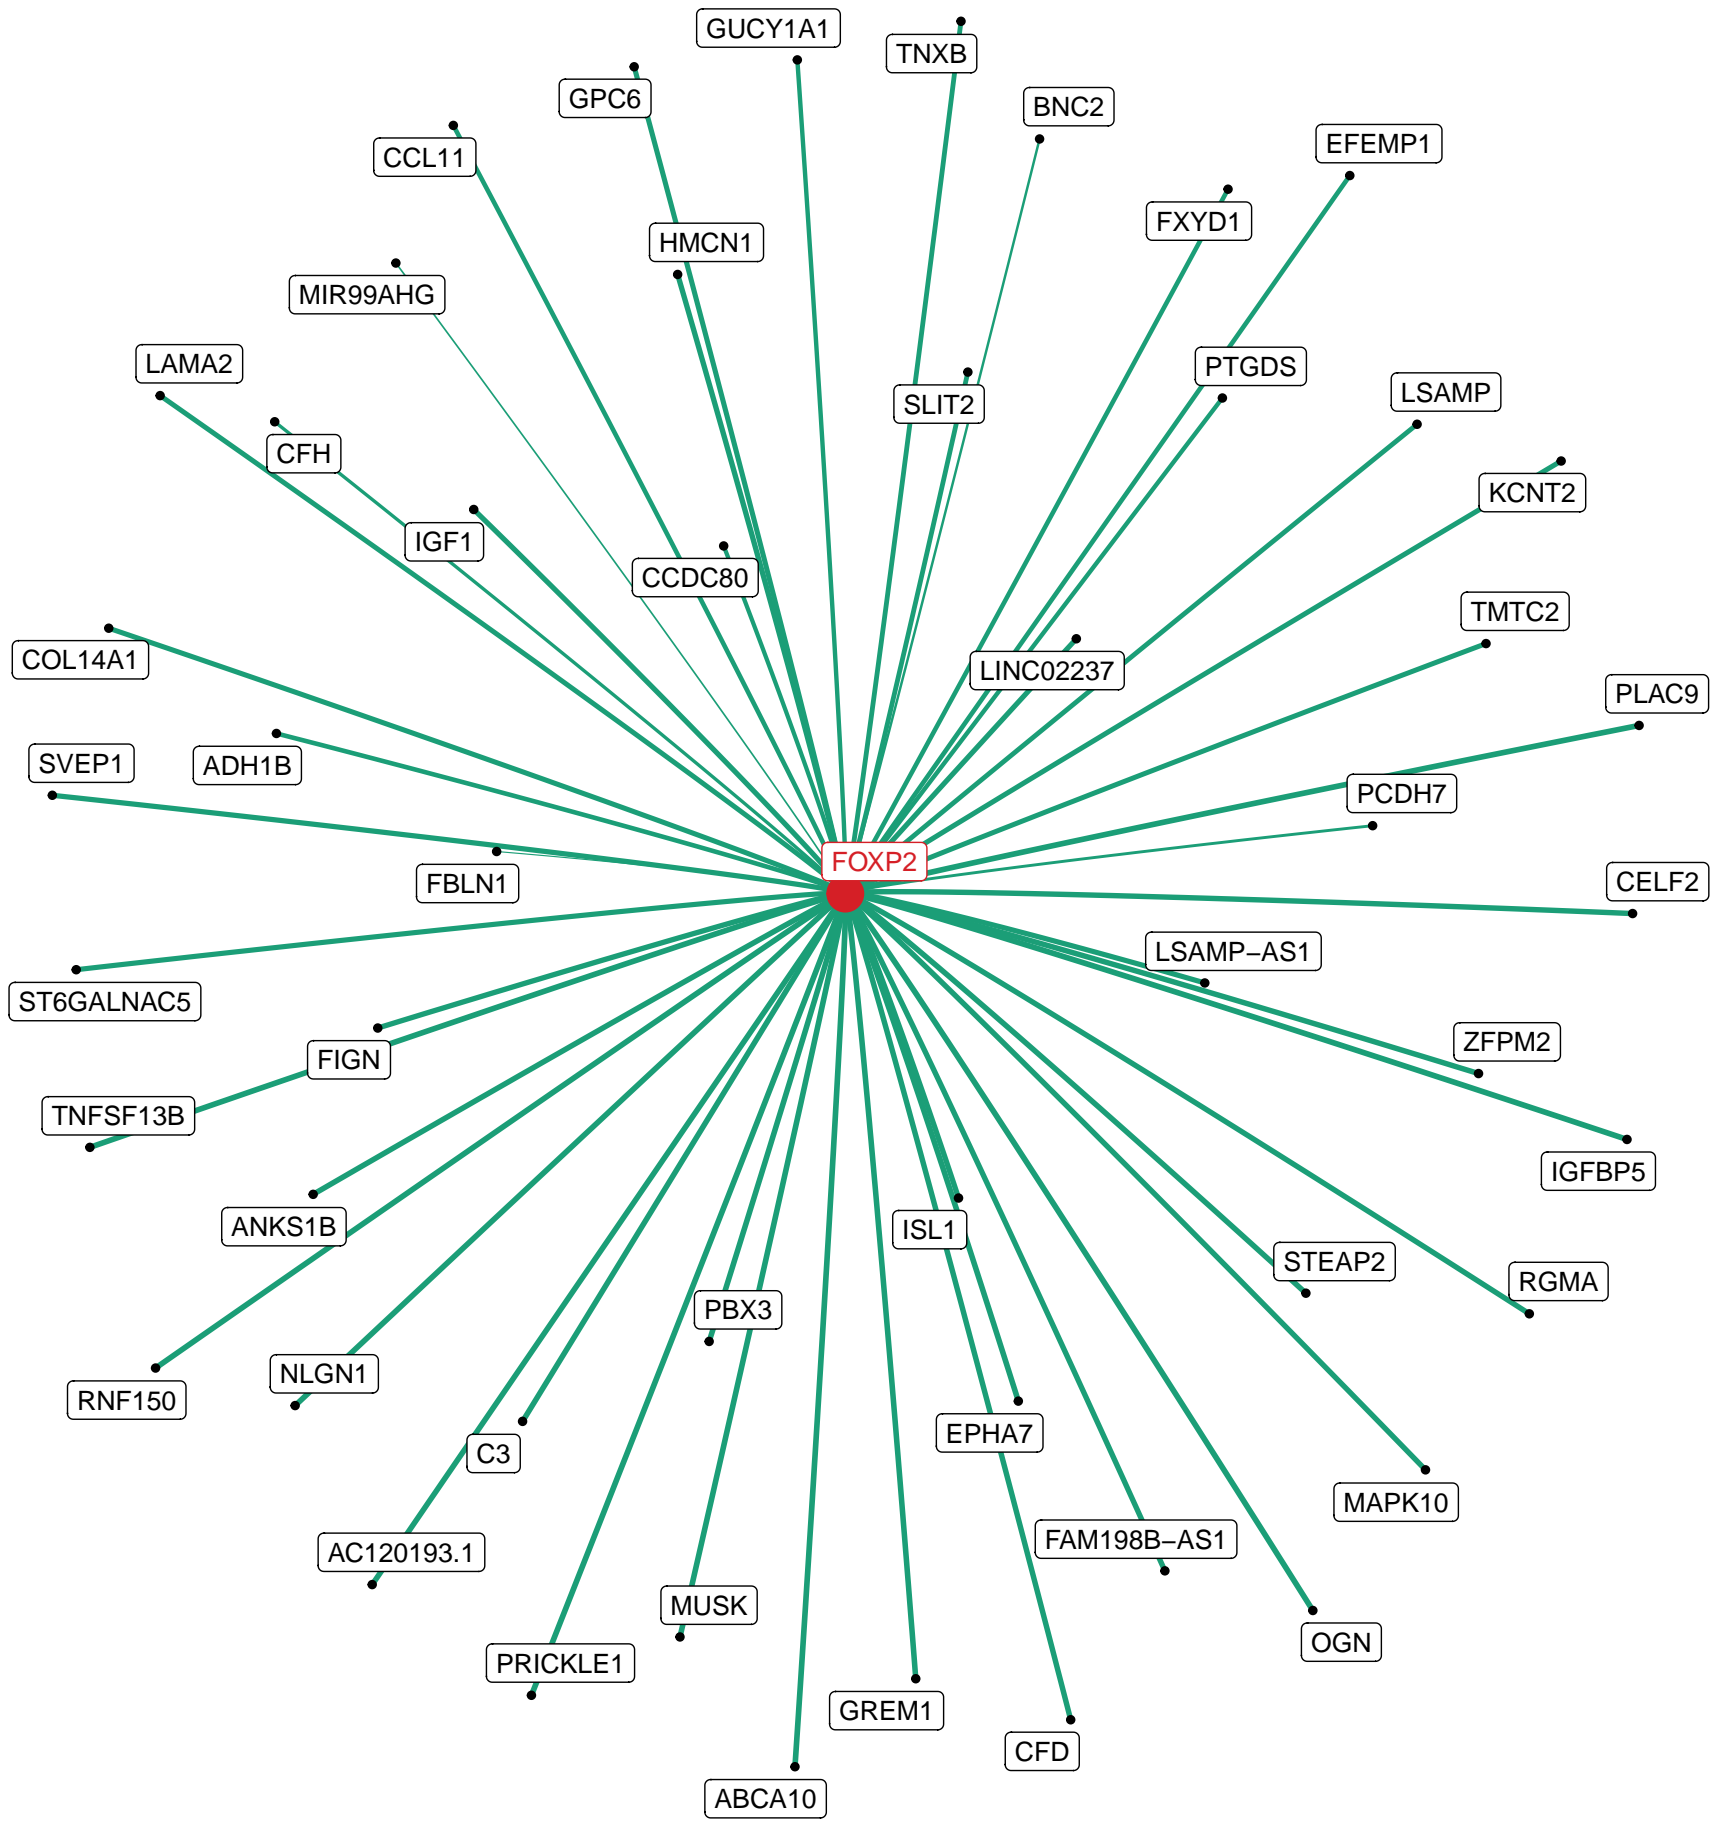 GUCY1A1
TNXB
GPC6
BNC2
EFEMP1
CCL11
FXYD1
HMCN1
MIR99AHG
LAMA2
PTGDS
LSAMP
SLIT2
CFH
KCNT2
IGF1
CCDC80
TMTC2
COL14A1
LINC02237
PLAC9
SVEP1
ADH1B
PCDH7
FOXP2
FBLN1
CELF2
LSAMP–AS1
ST6GALNAC5
ZFPM2
FIGN
TNFSF13B
IGFBP5
ANKS1B
ISL1
STEAP2
RGMA
PBX3
NLGN1
RNF150
EPHA7
C3
MAPK10
FAM198B–AS1
AC120193.1
MUSK
OGN
PRICKLE1
GREM1
CFD
ABCA10